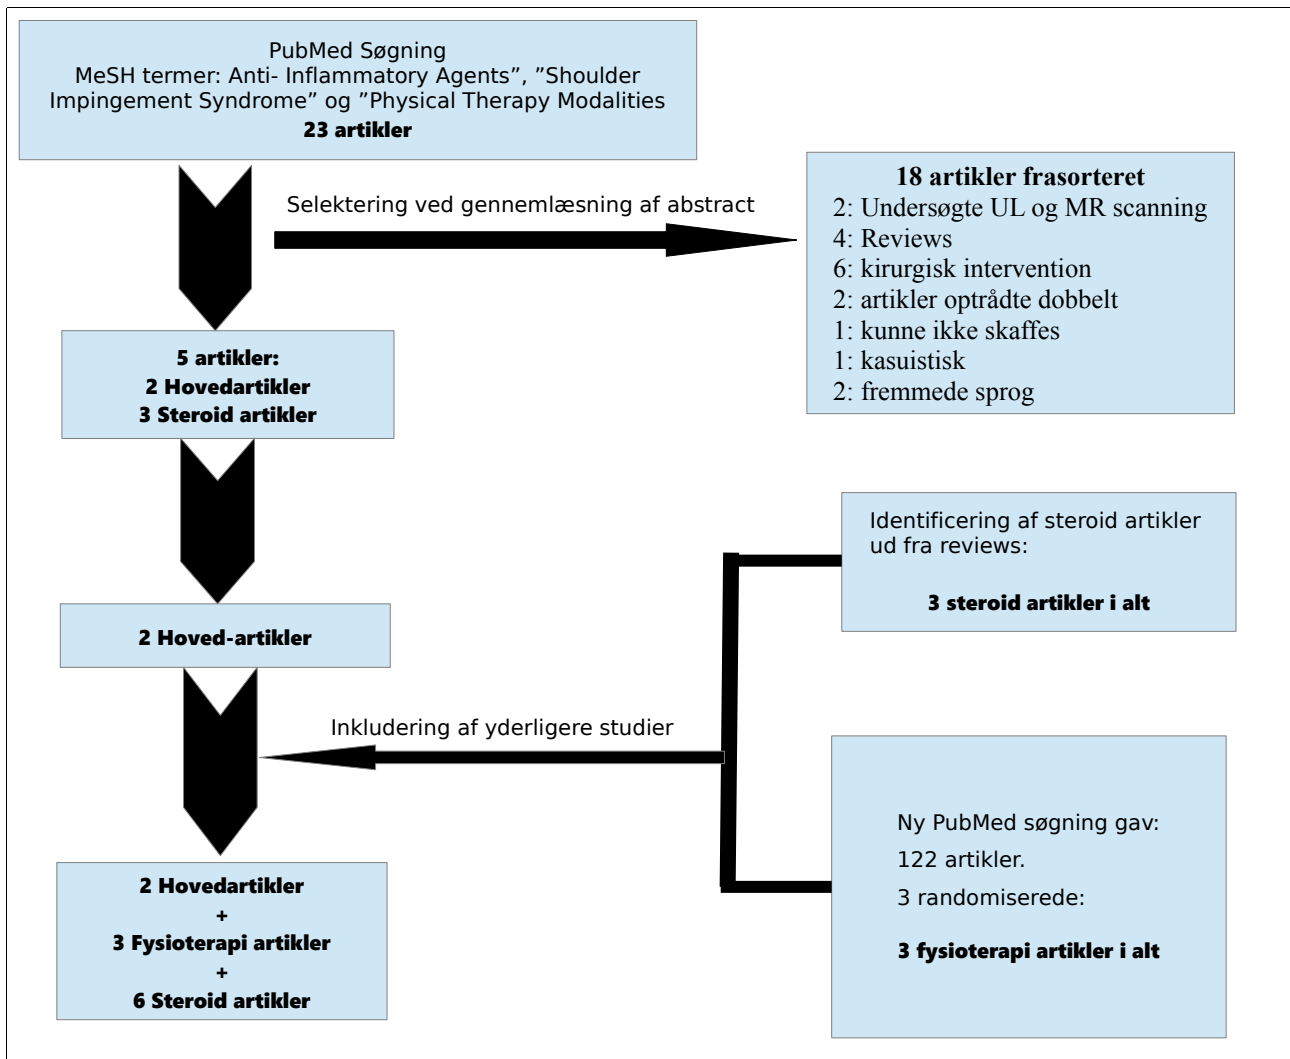 PubMed Søgning
MeSH termer: Anti- Inflammatory Agents”, ”Shoulder
Impingement Syndrome” og ”Physical Therapy Modalities
23 artikler
Selektering ved gennemlæsning af abstract
18 artikler frasorteret
2: Undersøgte UL og MR scanning
4: Reviews
6: kirurgisk intervention
2: artikler optrådte dobbelt
1: kunne ikke skaffes
1: kasuistisk
2: fremmede sprog
5 artikler:
2 Hovedartikler
3 Steroid artikler
Identificering af steroid artikler
ud fra reviews:
3 steroid artikler i alt
2 Hoved-artikler
Inkludering af yderligere studier
Ny PubMed søgning gav:
122 artikler.
3 randomiserede:
3 fysioterapi artikler i alt
2 Hovedartikler
+
3 Fysioterapi artikler
+
6 Steroid artikler